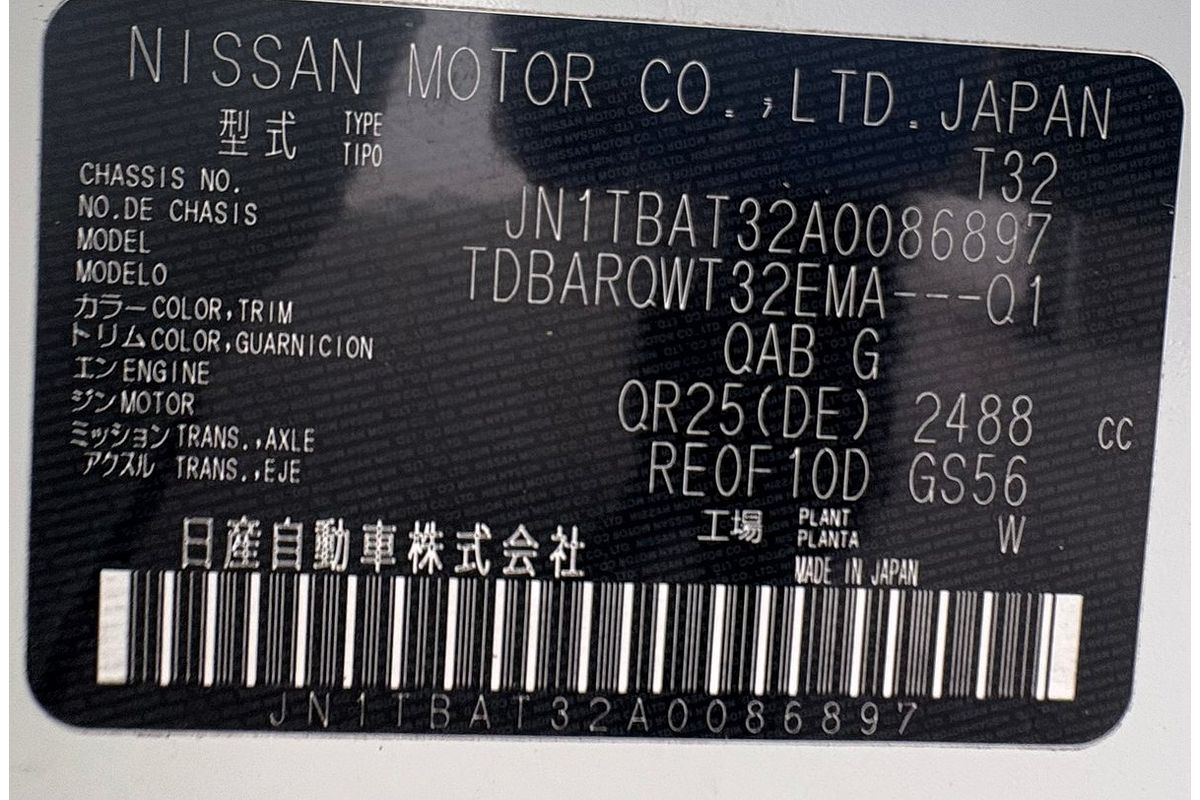 NISSAN MOTOR CO.,LTD.JAPAN
型式 TYPE T32
TIPO
CHASSIS NO. JN1TBAT32A0086897
NO.DE CHASIS
MODEL TDBARQWT32EMA---Q1
MODELO
カラー COLOR,TRIM QAB G
トリム COLOR,GUARNICION
エンジン ENGINE QR25(DE) 2488 CC
MOTOR
ミッション TRANS.,AXLE RE0F10D GS56
アクスル TRANS.,EJE
工場 PLANT W
PLANTA
日産自動車株式会社 MADE IN JAPAN
JN1TBAT32A0086897